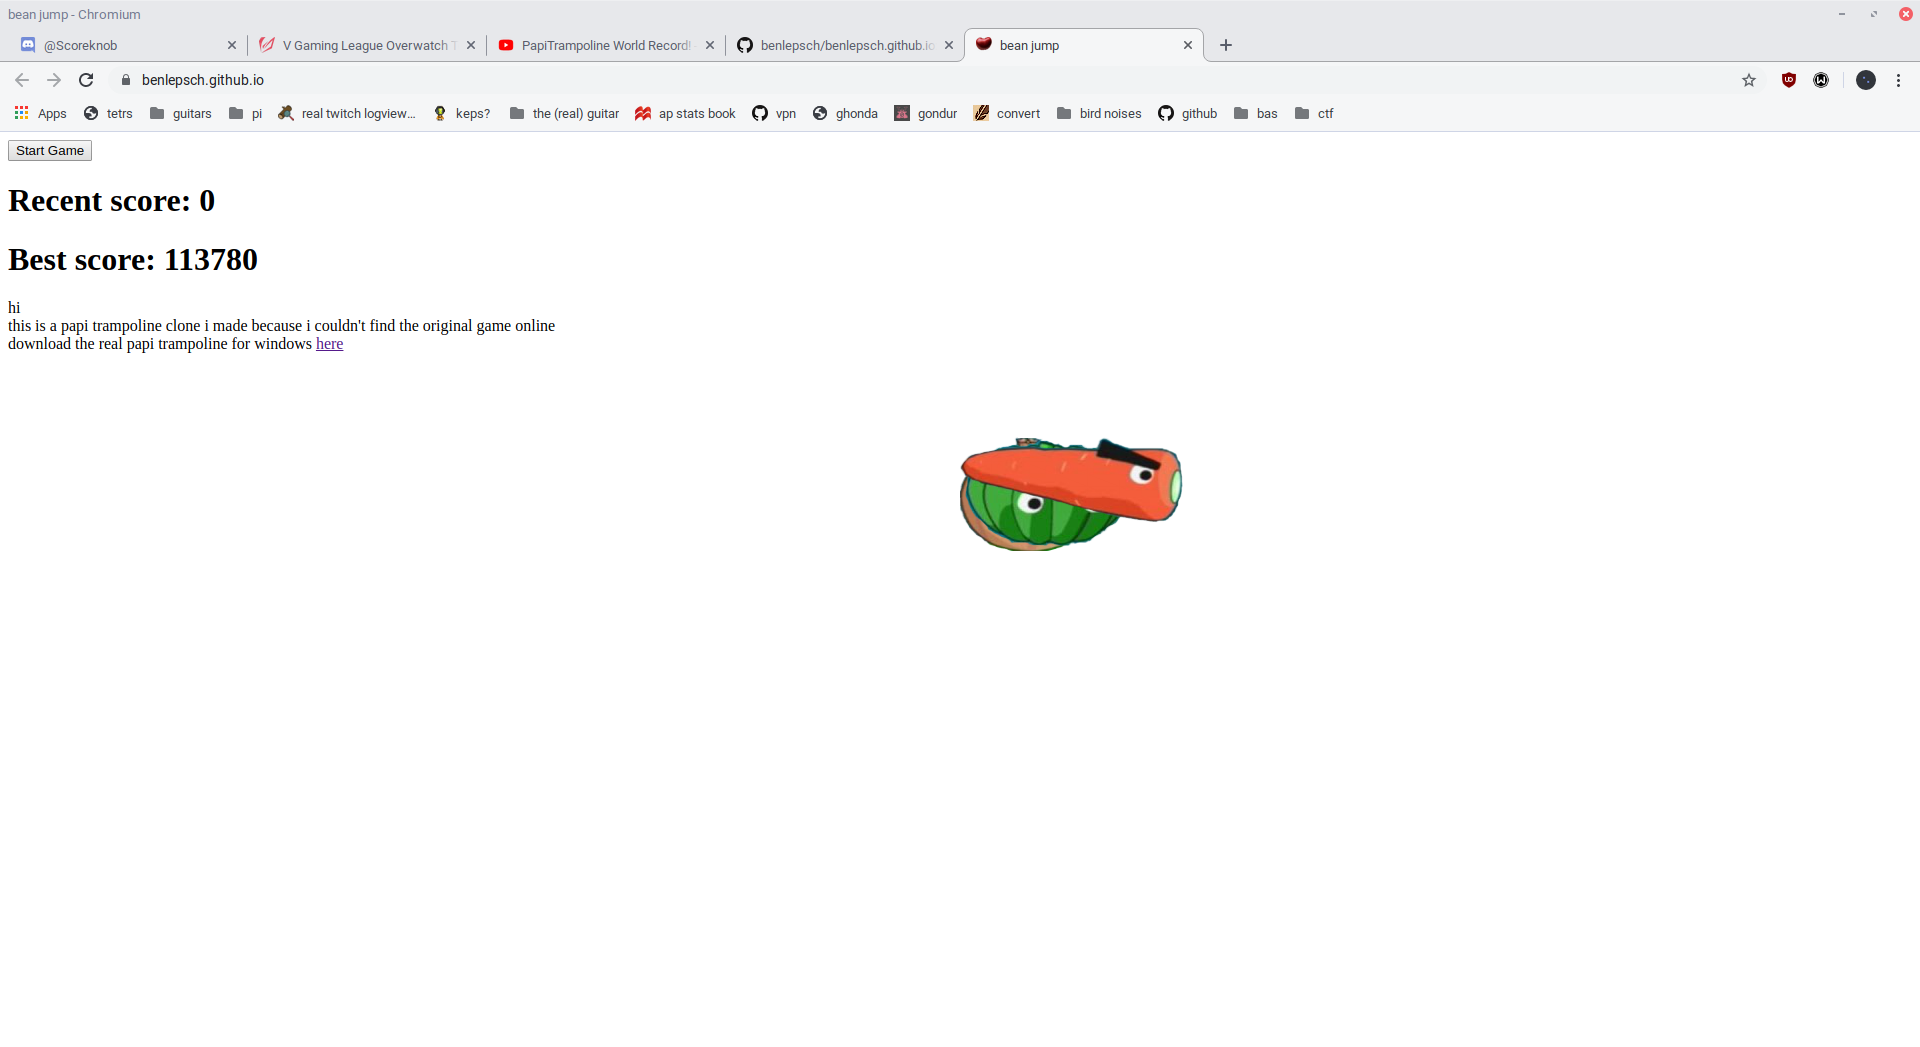 bean jump - Chromium
@Scoreknob
V Gaming League Overwatch T
PapiTrampoline World Record!
benlepsch/benlepsch.github.io
bean jump
benlepsch.github.io
Apps
tetrs
guitars
pi
real twitch logview...
keps?
the (real) guitar
ap stats book
vpn
ghonda
gondur
convert
bird noises
github
bas
ctf
Start Game
Recent score: 0
Best score: 113780
hi
this is a papi trampoline clone i made because i couldn't find the original game online
download the real papi trampoline for windows here